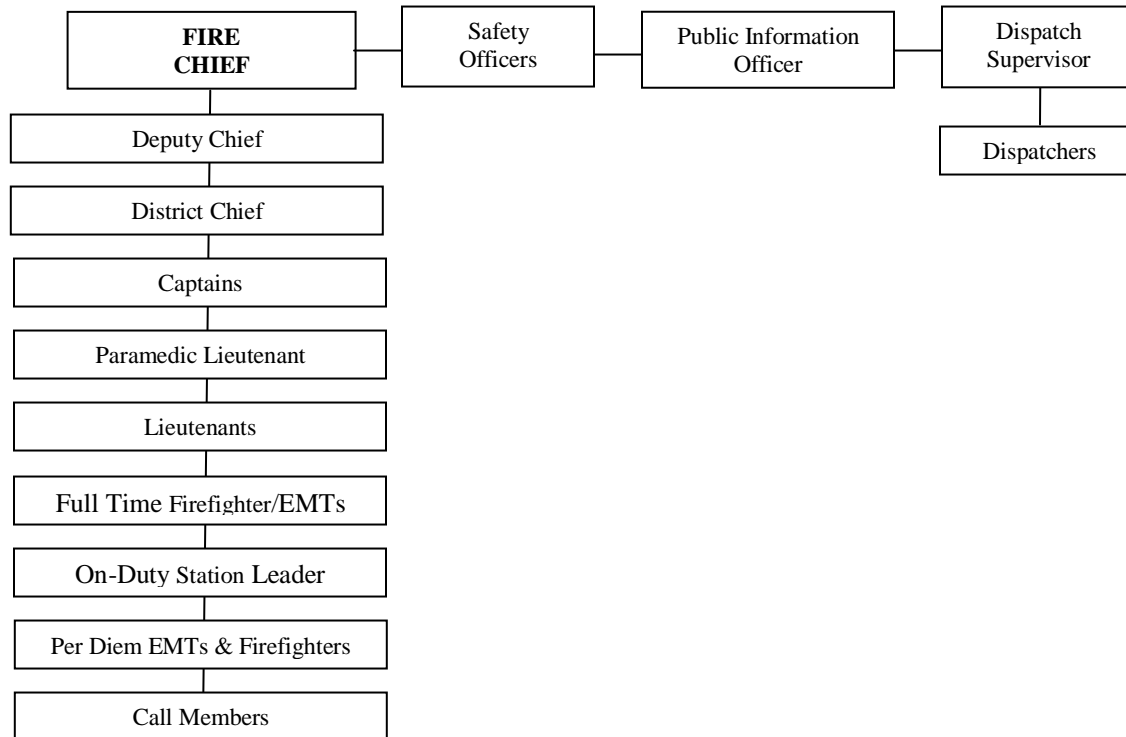 FIRE
CHIEF
Safety
Officers
Public Information
Officer
Dispatch
Supervisor
Deputy Chief
Dispatchers
District Chief
Captains
Paramedic Lieutenant
Lieutenants
Full Time Firefighter/EMTs
On-Duty Station Leader
Per Diem EMTs & Firefighters
Call Members